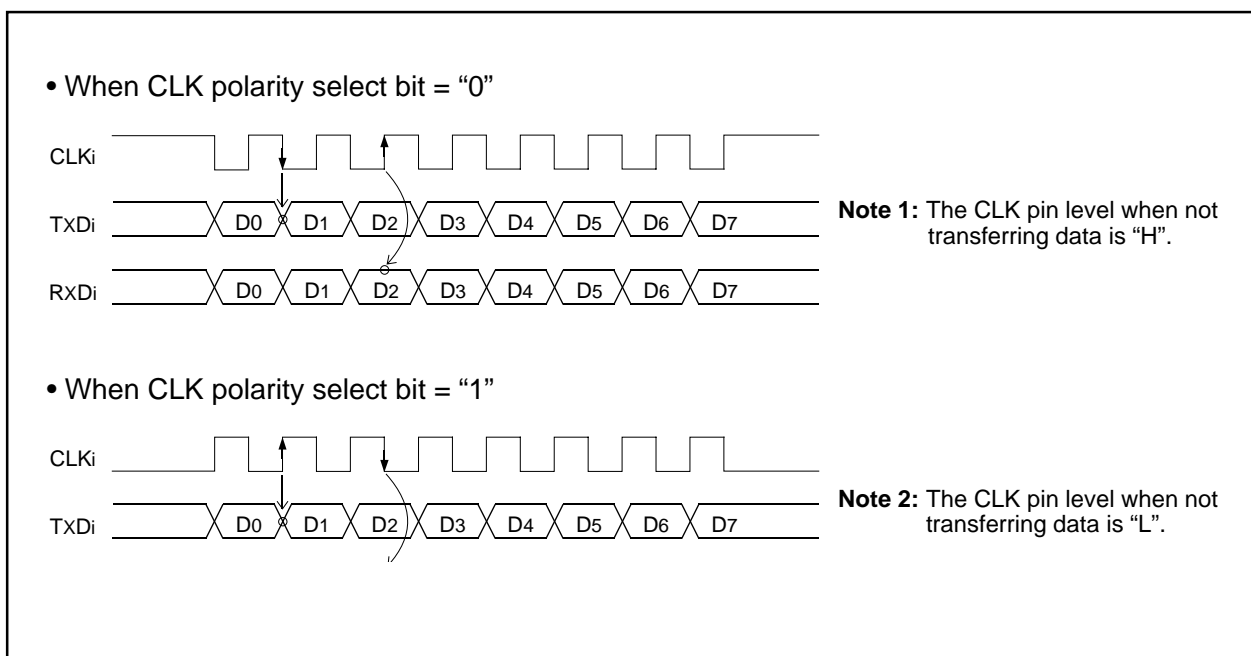 • When CLK polarity select bit = “0”
CLKi
TXDi
D0 D1 D2 D3 D4 D5 D6 D7
RXDi
D0 D1 D2 D3 D4 D5 D6 D7
Note 1: The CLK pin level when not
transferring data is “H”.
• When CLK polarity select bit = “1”
CLKi
TXDi
D0 D1 D2 D3 D4 D5 D6 D7
Note 2: The CLK pin level when not
transferring data is “L”.